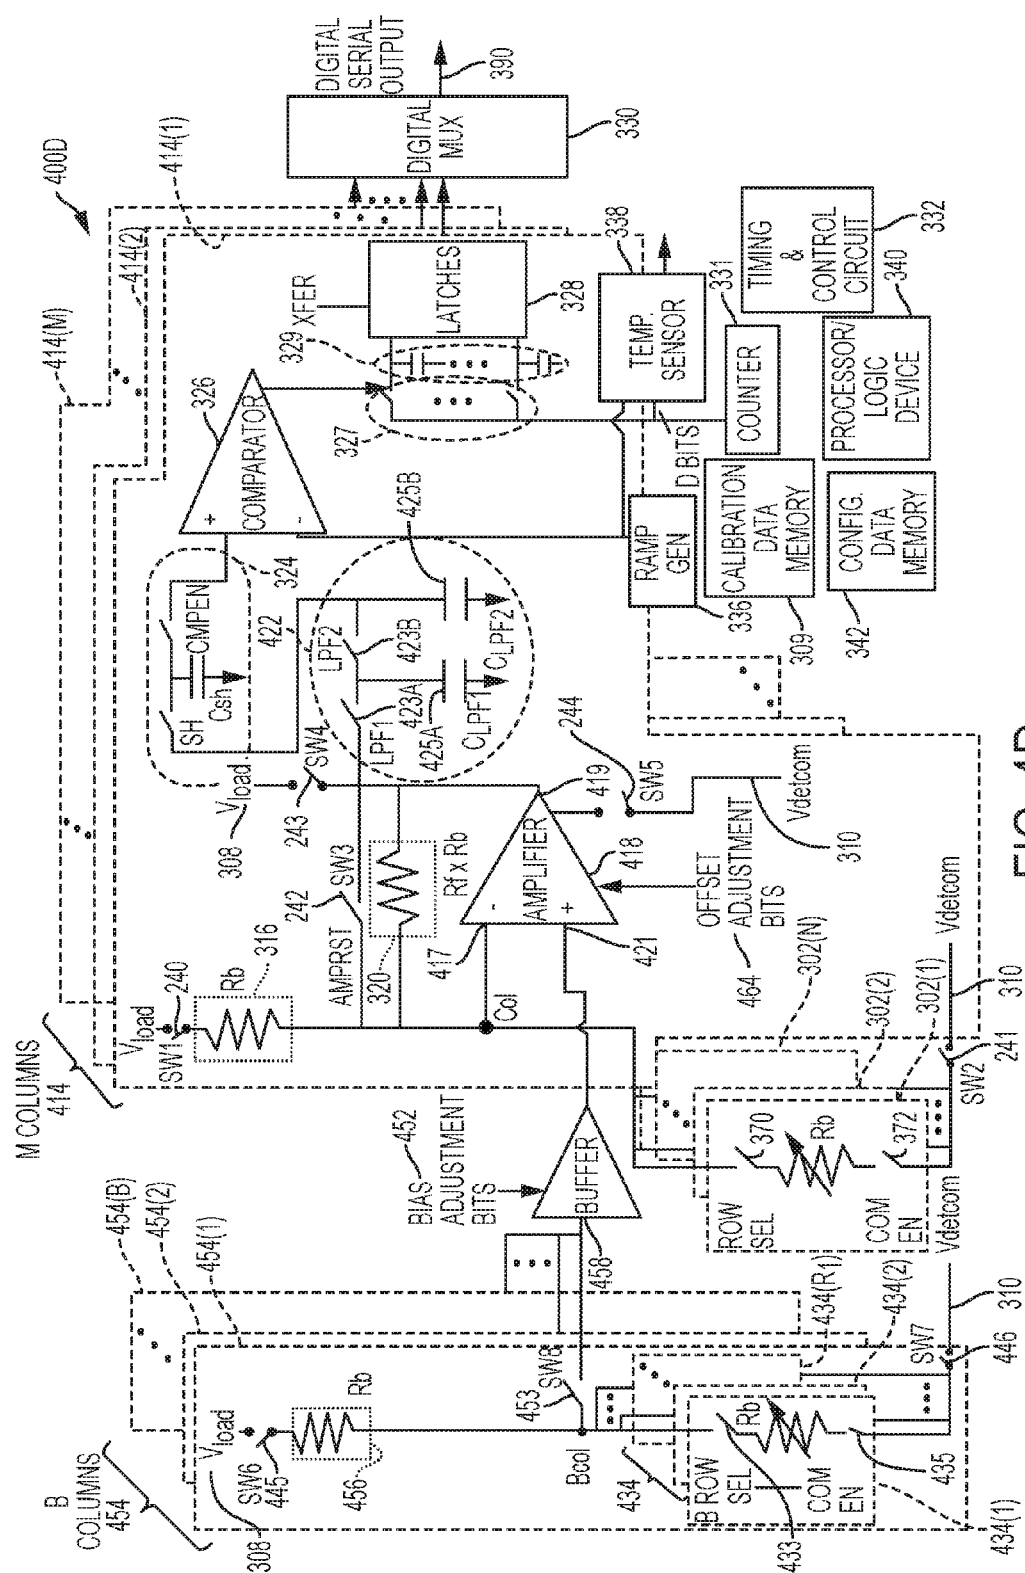 400D
M COLUMNS
414
414(M)
414(2)
414(1)
B
COLUMNS
454
454(B)
454(2)
454(1)
Vload
308
SW6
445
Rb
456
SW8
453
Bcol
434
434(R1)
434(2)
434(1)
B ROW
SEL
Rb
COM
EN
433
435
SW7
446
310
Vdetcom
452
BIAS
ADJUSTMENT
BITS
BUFFER
458
Vload
SW1
240
Rb
316
AMPRST
242
SW3
320
Rf x Rb
Col
417
421
-
+
AMPLIFIER
418
419
OFFSET
ADJUSTMENT
BITS
464
302(N)
302(2)
302(1)
ROW
SEL
370
Rb
372
COM
EN
SW2
241
310
Vdetcom
Vload
308
243
SW4
244
SW5
310
Vdetcom
SH
Csh
CMPEN
324
422
LPF1
423A
LPF2
423B
425A
CLPF1
425B
CLPF2
+
-
COMPARATOR
326
327
329
XFER
LATCHES
328
DIGITAL
MUX
330
DIGITAL
SERIAL
OUTPUT
390
RAMP
GEN
336
D BITS
TEMP.
SENSOR
338
COUNTER
331
TIMING
&
CONTROL
CIRCUIT
332
CALIBRATION
DATA
MEMORY
309
PROCESSOR/
LOGIC
DEVICE
340
CONFIG.
DATA
MEMORY
342